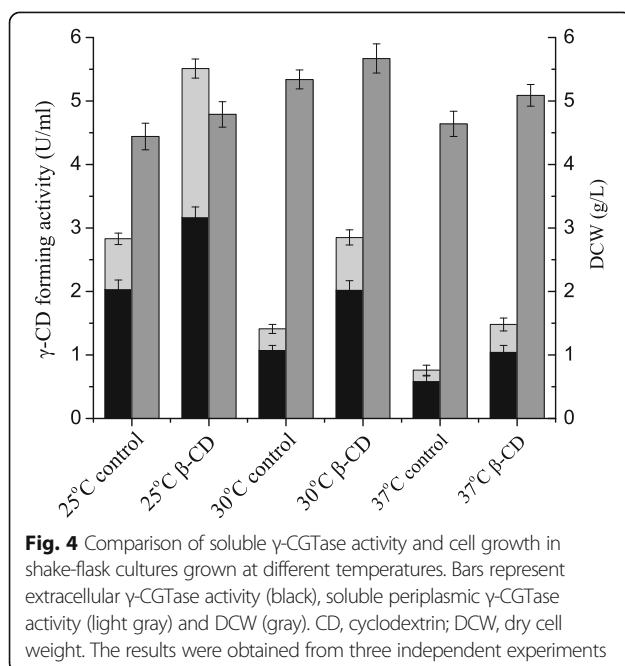 6
5
4
3
2
1
0
γ-CD forming activity (U/ml)
6
5
4
3
2
1
0
DCW (g/L)
25°C control
25°C β-CD
30°C control
30°C β-CD
37°C control
37°C β-CD
Fig. 4 Comparison of soluble γ-CGTase activity and cell growth in
shake-flask cultures grown at different temperatures. Bars represent
extracellular γ-CGTase activity (black), soluble periplasmic γ-CGTase
activity (light gray) and DCW (gray). CD, cyclodextrin; DCW, dry cell
weight. The results were obtained from three independent experiments